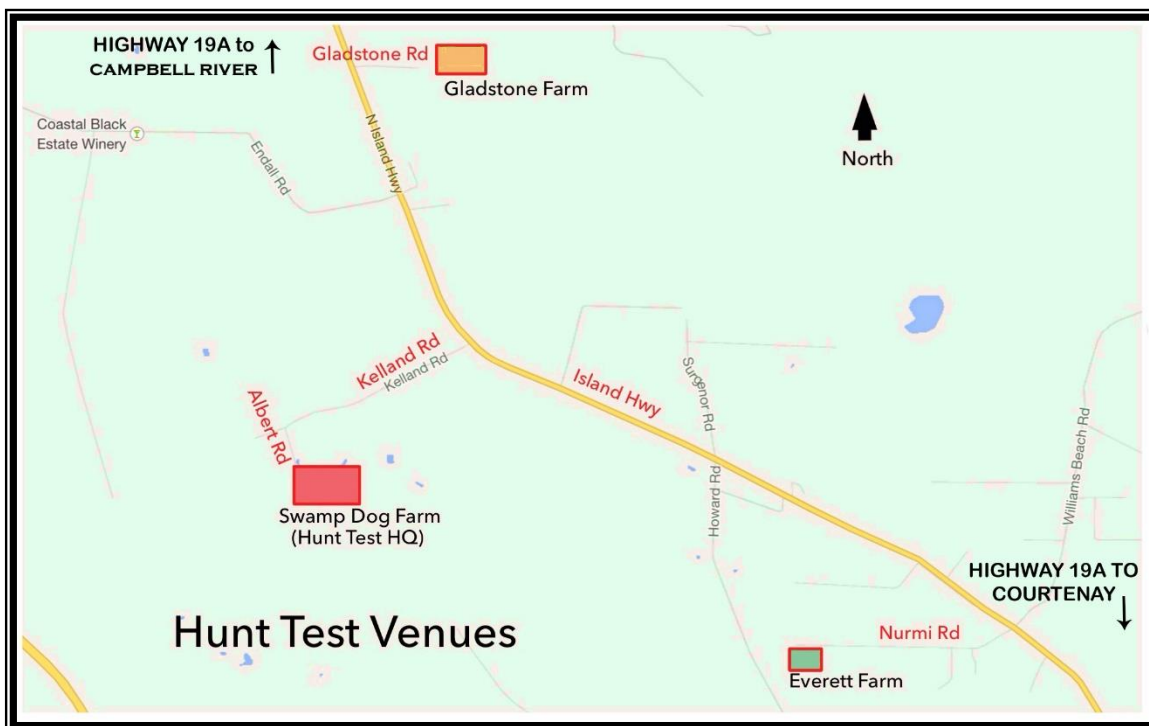 HIGHWAY 19A to
CAMPBELL RIVER
Gladstone Rd
Gladstone Farm
North
Coastal Black
Estate Winery
Endall Rd
N Island Hwy
Kelland Rd
Kelland Rd
Albert Rd
Island Hwy
Surgenor Rd
Williams Beach Rd
Howard Rd
Swamp Dog Farm
(Hunt Test HQ)
HIGHWAY 19A TO
COURTENAY
Hunt Test Venues
Nurmi Rd
Everett Farm